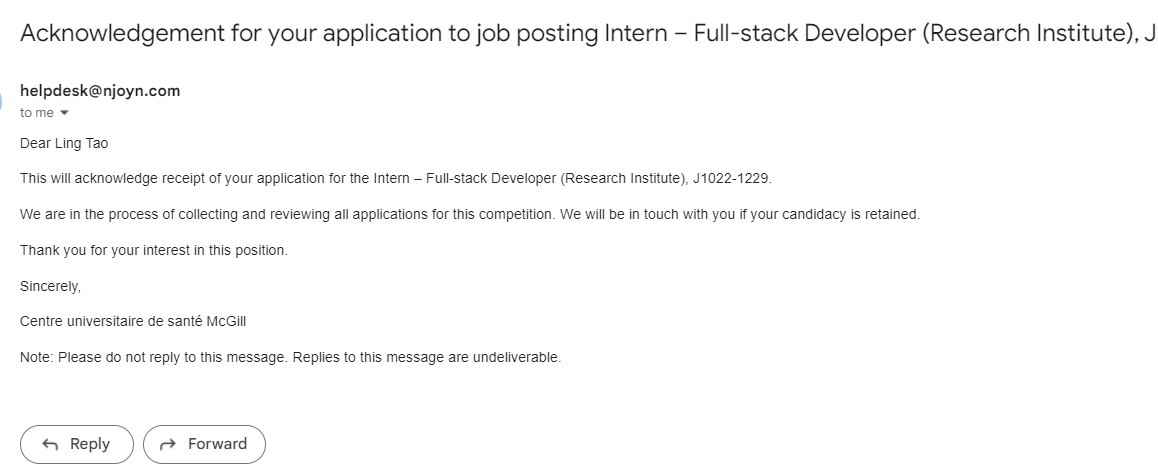 Acknowledgement for your application to job posting Intern – Full-stack Developer (Research Institute), J
helpdesk@njoyn.com
to me
Dear Ling Tao
This will acknowledge receipt of your application for the Intern – Full-stack Developer (Research Institute), J1022-1229.
We are in the process of collecting and reviewing all applications for this competition. We will be in touch with you if your candidacy is retained.
Thank you for your interest in this position.
Sincerely,
Centre universitaire de santé McGill
Note: Please do not reply to this message. Replies to this message are undeliverable.
Reply Forward